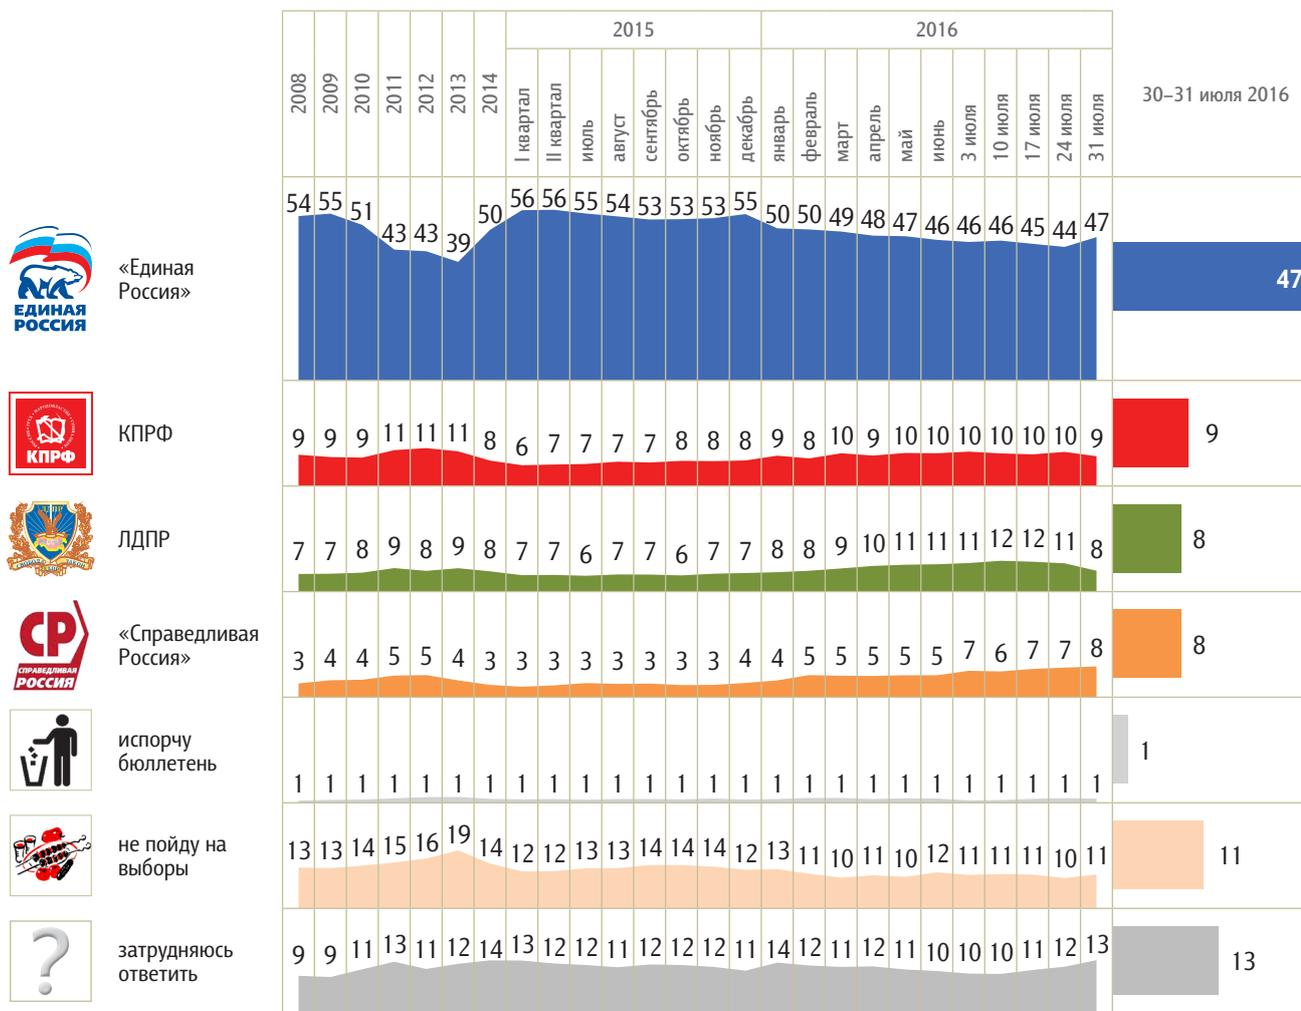 2015
2016
2008
2009
2010
2011
2012
2013
2014
I квартал
II квартал
июль
август
сентябрь
октябрь
ноябрь
декабрь
январь
февраль
март
апрель
май
июнь
3 июля
10 июля
17 июля
24 июля
31 июля
30–31 июля 2016
ЕДИНАЯ
РОССИЯ
«Единая
Россия»
54 55 51 43 43 39 50 56 56 55 54 53 53 53 55 50 50 49 48 47 46 46 46 45 44 47
47
КПРФ
КПРФ
9 9 9 11 11 11 8 6 7 7 7 7 8 8 8 9 8 10 9 10 10 10 10 10 10 9
9
ЛДПР
ЛДПР
7 7 8 9 8 9 8 7 7 6 7 7 6 7 7 8 8 9 10 11 11 11 12 12 11 8
8
СР
СПРАВЕДЛИВАЯ
РОССИЯ
«Справедливая
Россия»
3 4 4 5 5 4 3 3 3 3 3 3 3 3 4 4 5 5 5 5 5 7 6 7 7 8
8
испорчу
бюллетень
1 1 1 1 1 1 1 1 1 1 1 1 1 1 1 1 1 1 1 1 1 1 1 1 1 1
1
не пойду на
выборы
13 13 14 15 16 19 14 12 12 13 13 14 14 14 12 13 11 10 11 10 12 11 11 11 10 11
11
?
затрудняюсь
ответить
9 9 11 13 11 12 14 13 12 12 11 12 12 12 11 14 12 11 12 11 10 10 10 11 12 13
13